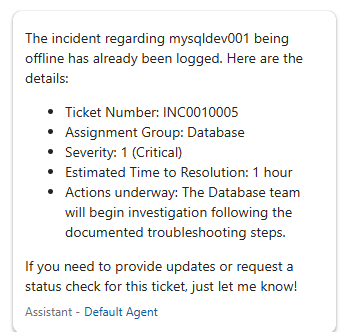 The incident regarding mysqldev001 being
offline has already been logged. Here are the
details:
• Ticket Number: INC0010005
• Assignment Group: Database
• Severity: 1 (Critical)
• Estimated Time to Resolution: 1 hour
• Actions underway: The Database team
will begin investigation following the
documented troubleshooting steps.
If you need to provide updates or request a
status check for this ticket, just let me know!
Assistant - Default Agent